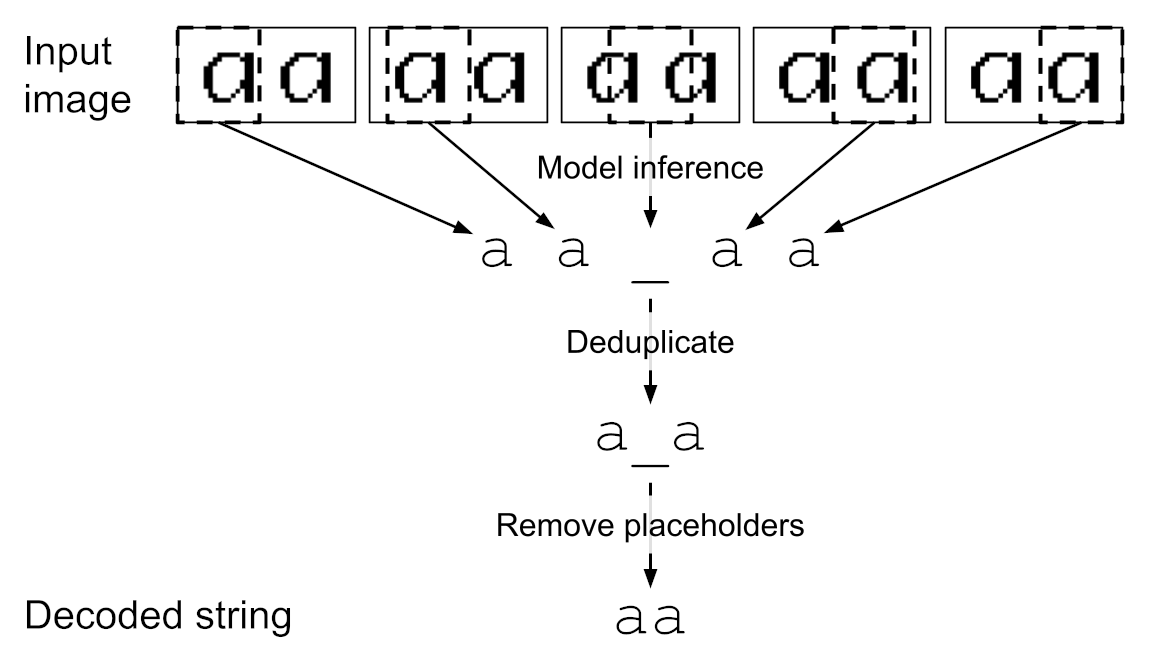 Input
image
aa aa aa aa aa
Model inference
a a _ a a
Deduplicate
a_a
Remove placeholders
Decoded string
aa